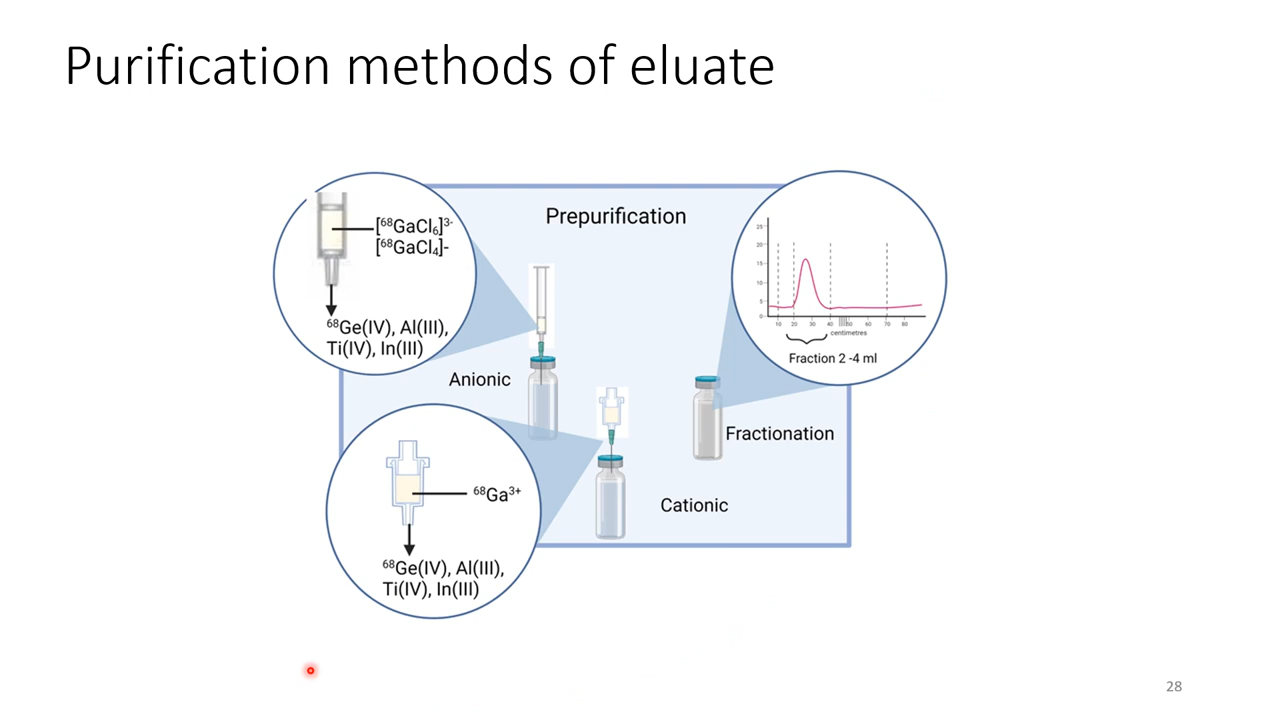 Purification methods of eluate
Prepurification
[⁶⁸GaCl₆]³⁻
[⁶⁸GaCl₄]-
⁶⁸Ge(IV), Al(III),
Ti(IV), In(III)
Anionic
25
20
15
10
5
0
10 20 30 40 50 60 70 80
centimetres
Fraction 2 -4 ml
Fractionation
Cationic
⁶⁸Ga³⁺
⁶⁸Ge(IV), Al(III),
Ti(IV), In(III)
28